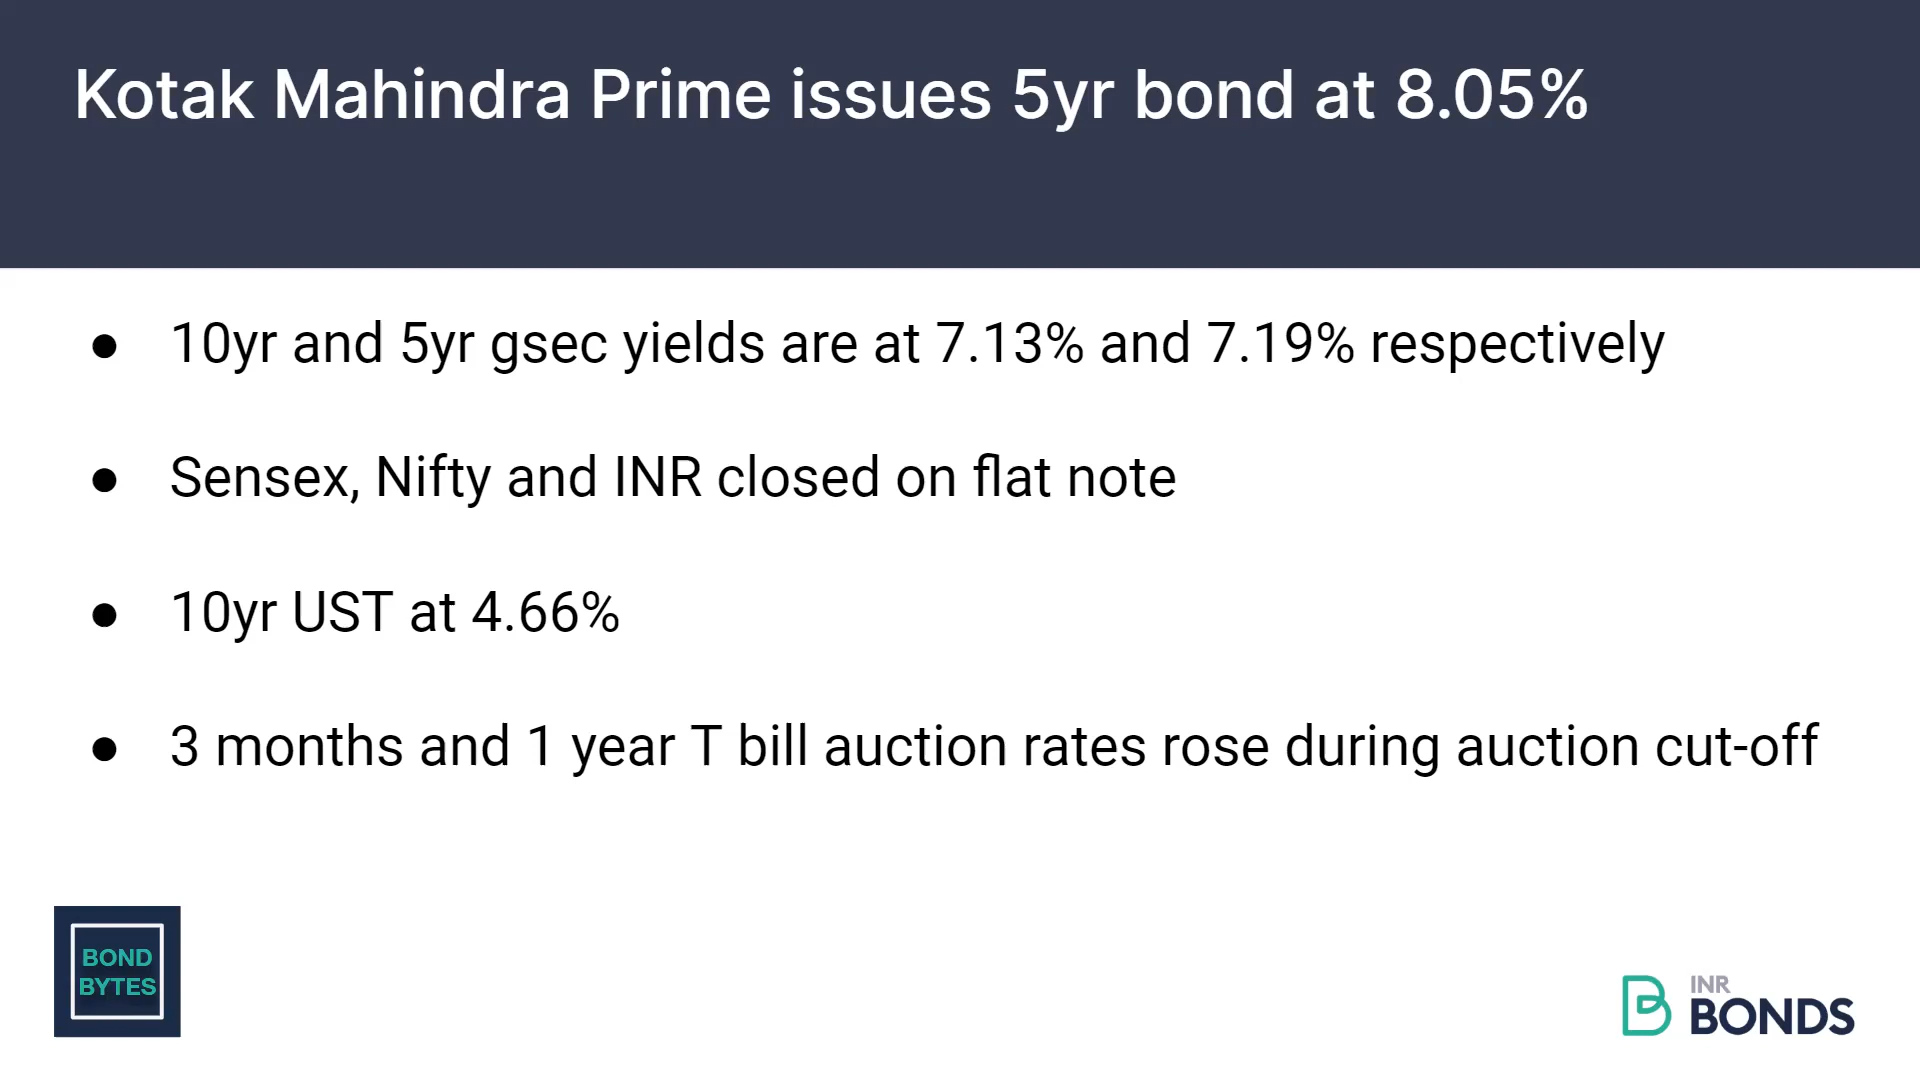 Kotak Mahindra Prime issues 5yr bond at 8.05%
● 10yr and 5yr gsec yields are at 7.13% and 7.19% respectively
● Sensex, Nifty and INR closed on flat note
● 10yr UST at 4.66%
● 3 months and 1 year T bill auction rates rose during auction cut-off
BOND
BYTES
INR
BONDS